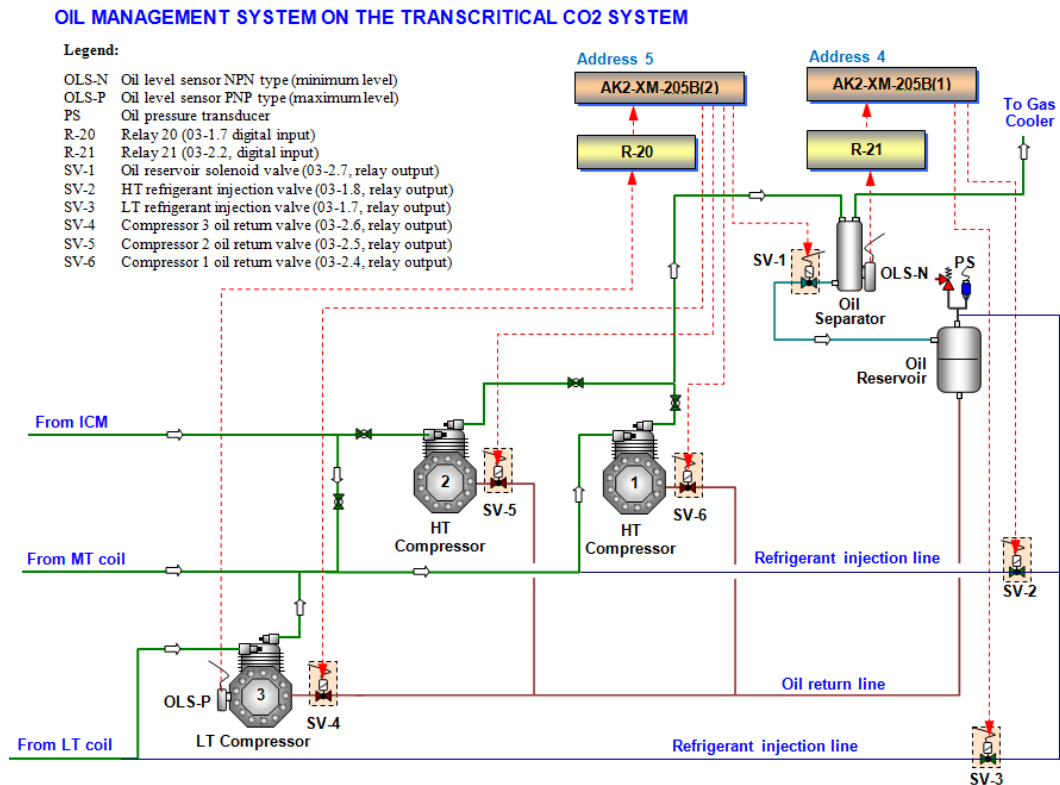 OIL MANAGEMENT SYSTEM ON THE TRANSCRITICAL CO2 SYSTEM
Legend:
OLS-N Oil level sensor NPN type (minimum level)
OLS-P Oil level sensor PNP type (maximum level)
PS Oil pressure transducer
R-20 Relay 20 (03-1.7 digital input)
R-21 Relay 21 (03-2.2, digital input)
SV-1 Oil reservoir solenoid valve (03-2.7, relay output)
SV-2 HT refrigerant injection valve (03-1.8, relay output)
SV-3 LT refrigerant injection valve (03-1.7, relay output)
SV-4 Compressor 3 oil return valve (03-2.6, relay output)
SV-5 Compressor 2 oil return valve (03-2.5, relay output)
SV-6 Compressor 1 oil return valve (03-2.4, relay output)
Address 5
AK2-XM-205B(2)
R-20
Address 4
AK2-XM-205B(1)
R-21
To Gas
Cooler
SV-1
OLS-N
PS
Oil
Separator
Oil
Reservoir
From ICM
2
SV-5
HT
Compressor
1
SV-6
HT
Compressor
From MT coil
Refrigerant injection line
SV-2
3
OLS-P
SV-4
LT Compressor
Oil return line
From LT coil
Refrigerant injection line
SV-3